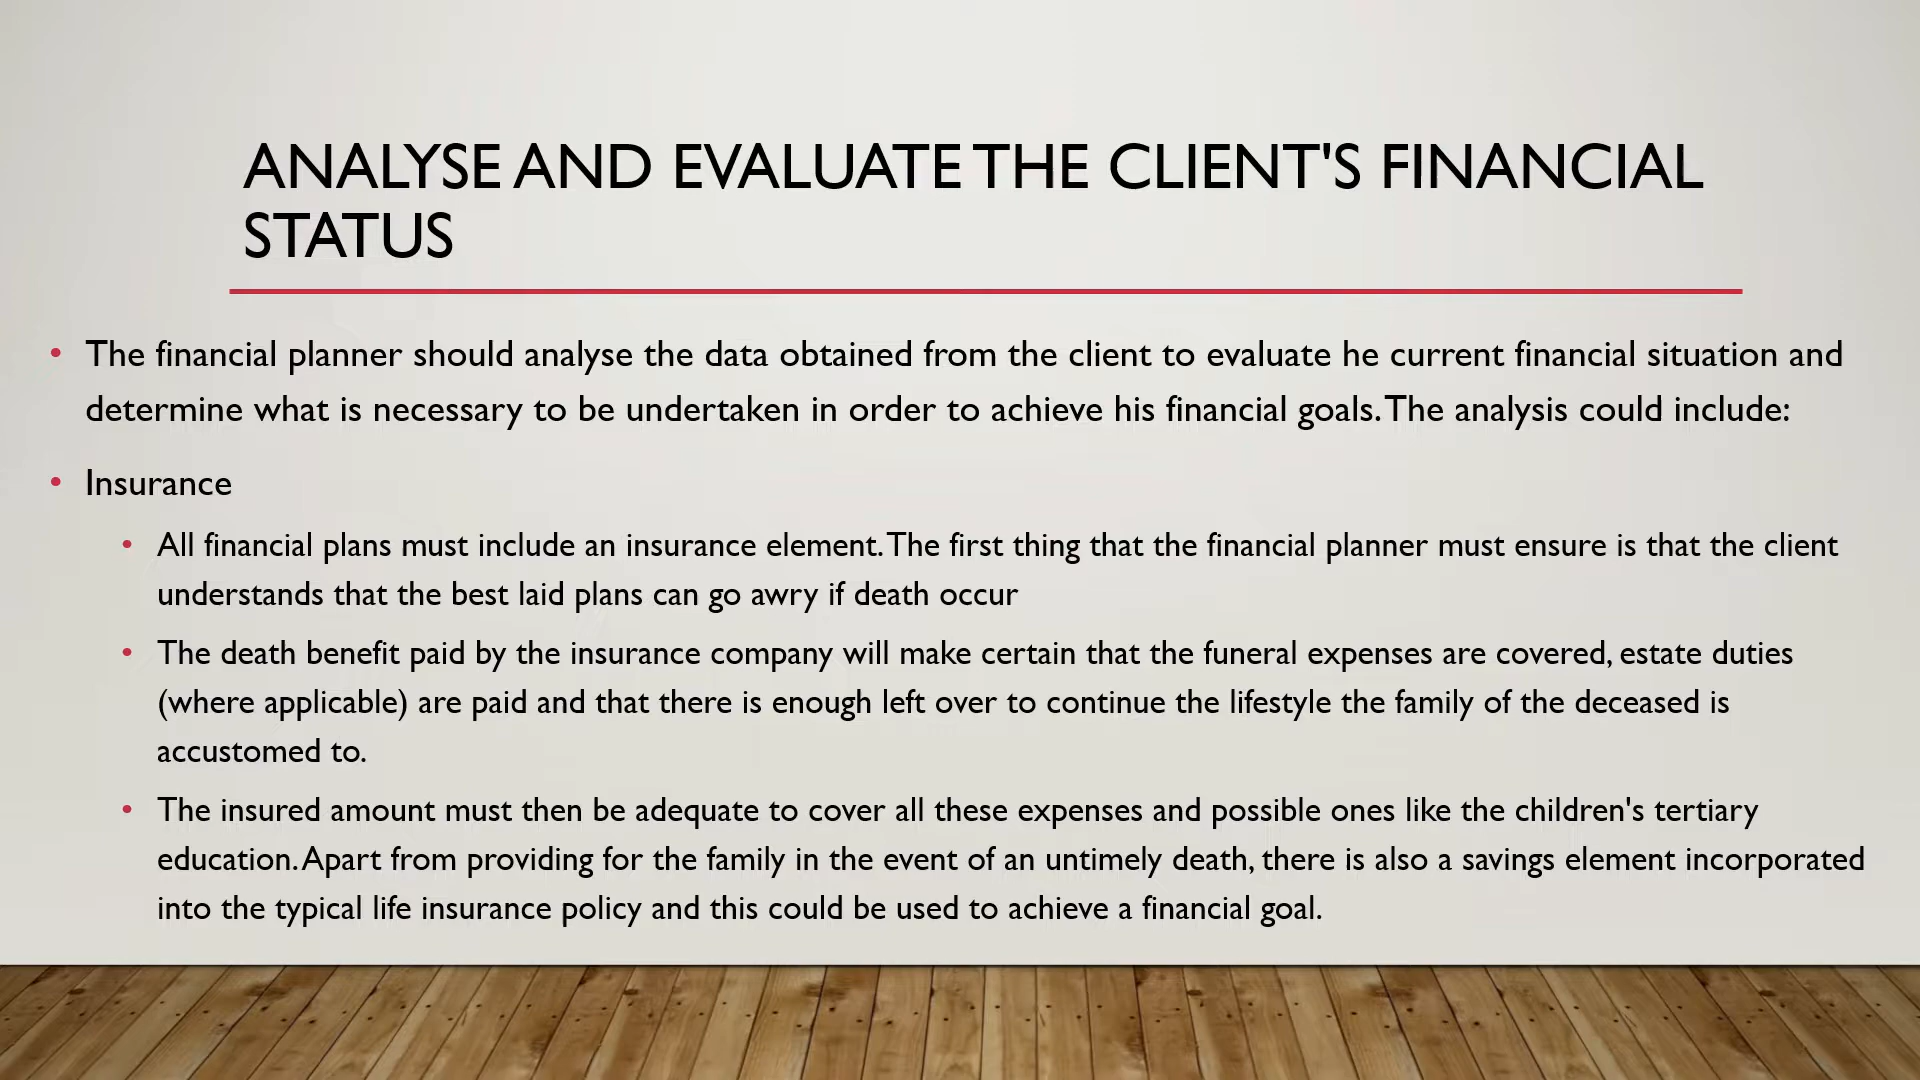 ANALYSE AND EVALUATE THE CLIENT'S FINANCIAL
STATUS
• The financial planner should analyse the data obtained from the client to evaluate he current financial situation and
determine what is necessary to be undertaken in order to achieve his financial goals. The analysis could include:
• Insurance
• All financial plans must include an insurance element. The first thing that the financial planner must ensure is that the client
understands that the best laid plans can go awry if death occur
• The death benefit paid by the insurance company will make certain that the funeral expenses are covered, estate duties
(where applicable) are paid and that there is enough left over to continue the lifestyle the family of the deceased is
accustomed to.
• The insured amount must then be adequate to cover all these expenses and possible ones like the children's tertiary
education. Apart from providing for the family in the event of an untimely death, there is also a savings element incorporated
into the typical life insurance policy and this could be used to achieve a financial goal.